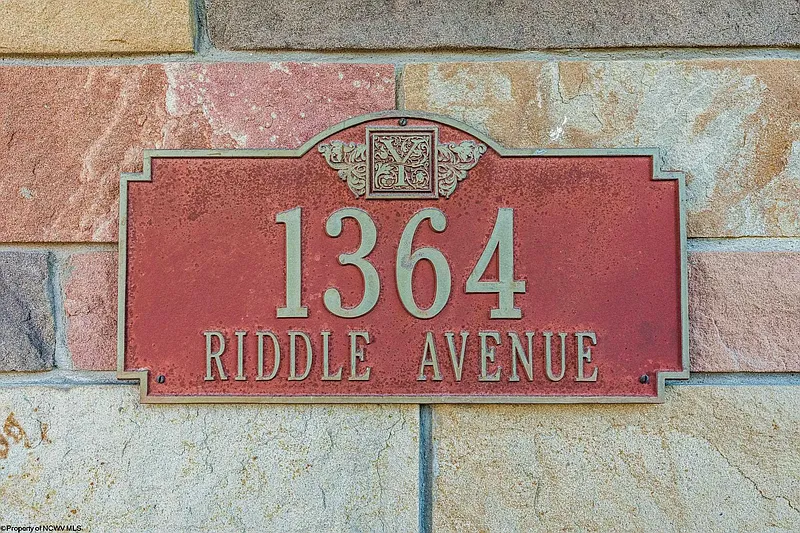 Y
1364
RIDDLE AVENUE
©Property of NCWV MLS